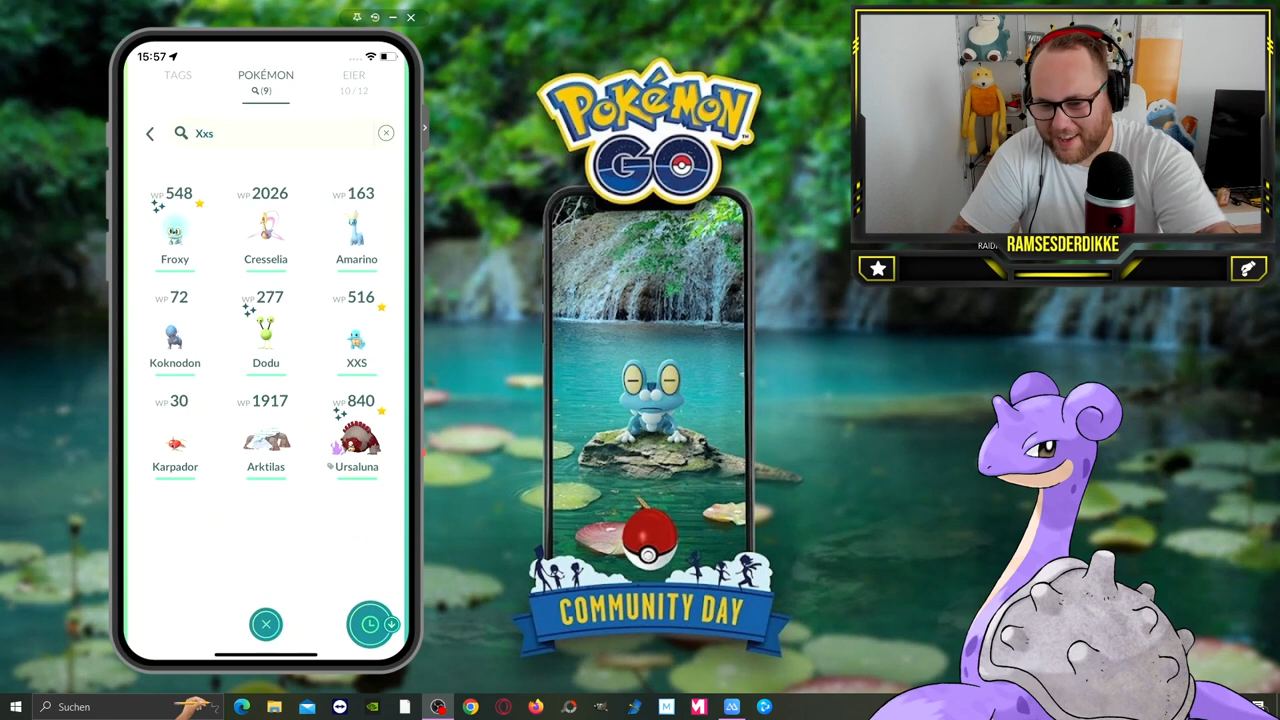 15:57
TAGS
POKÉMON
(9)
EIER
10 / 12
Xxs
WP 548
WP 2026
WP 163
Froxy
Cresselia
Amarino
WP 72
WP 277
WP 516
Koknodon
Dodu
XXS
WP 30
WP 1917
WP 840
Karpador
Arktilas
Ursaluna
POKÉMON
TM
GO
COMMUNITY DAY
RAID
RAMSESDERDIKKE
Suchen